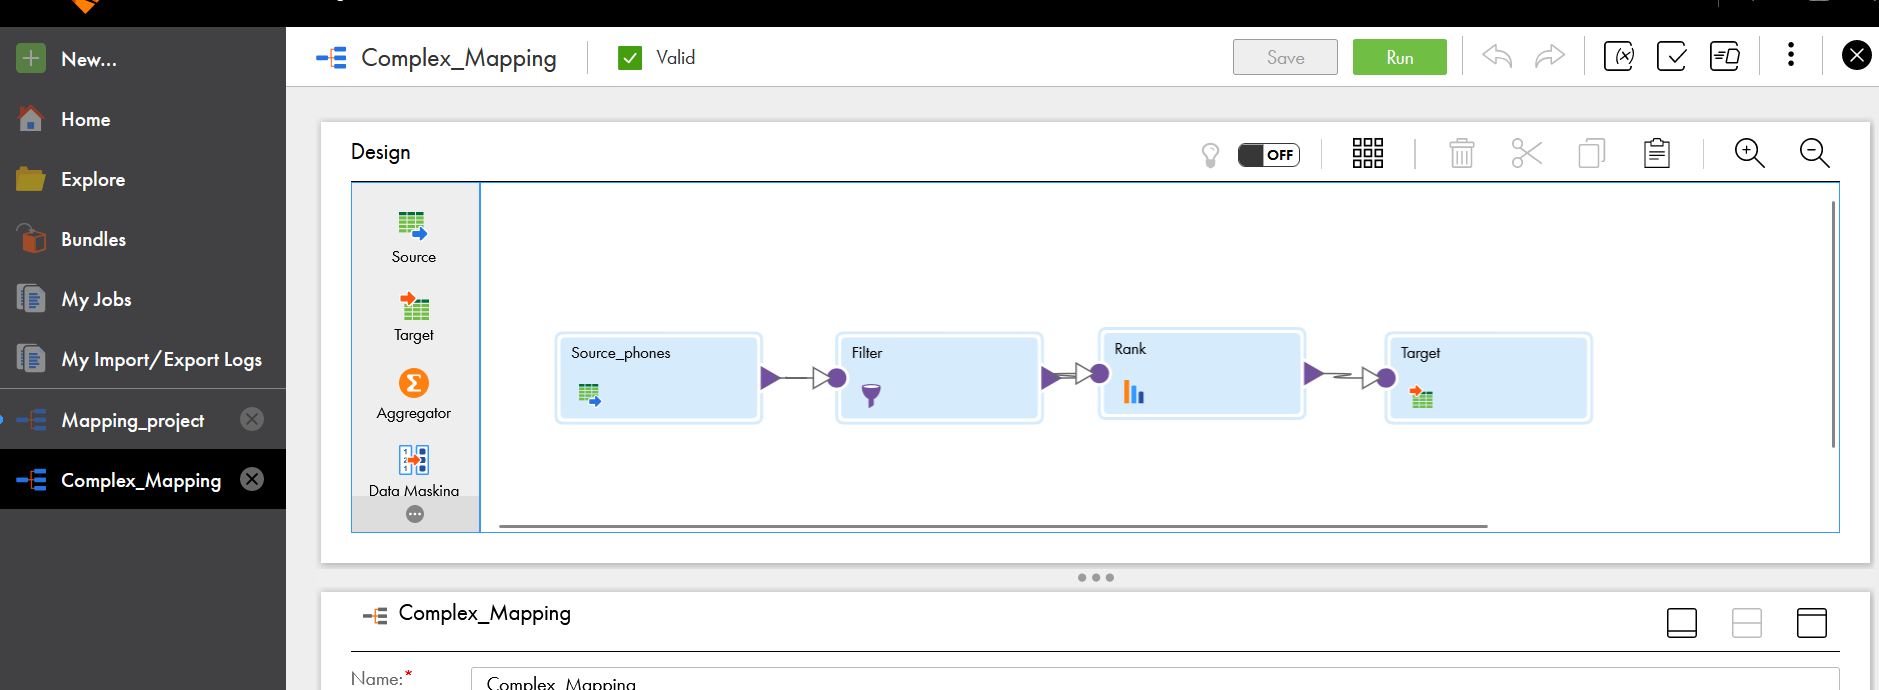 New...
Home
Explore
Bundles
My Jobs
My Import/Export Logs
Mapping_project
Complex_Mapping
Complex_Mapping
Valid
Save
Run
Design
OFF
Source
Target
Aggregator
Data Masking
Source_phones
Filter
Rank
Target
Complex_Mapping
Name:*
Complex_Mapping